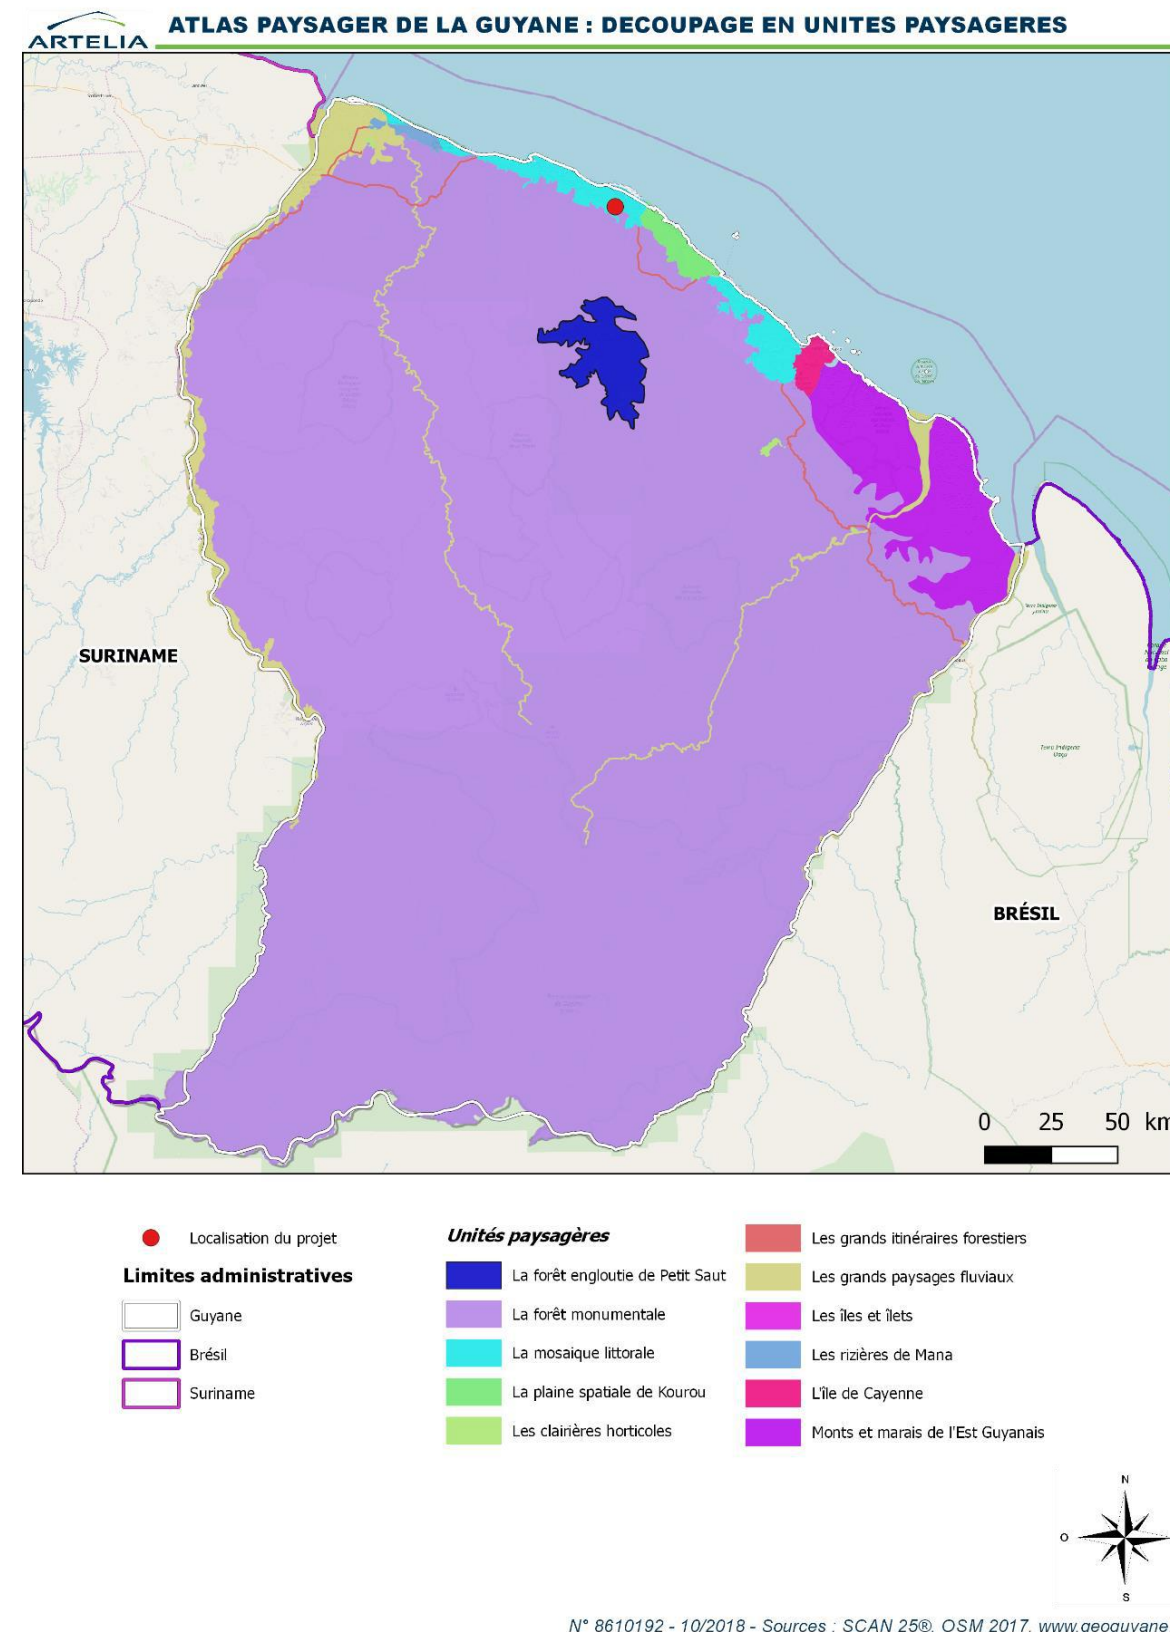 ARTELIA
ATLAS PAYSAGER DE LA GUYANE : DECOUPAGE EN UNITES PAYSAGERES
SURINAME
BRÉSIL
0 25 50 km
Localisation du projet
Limites administratives
Guyane
Brésil
Suriname
Unités paysagères
La forêt engloutie de Petit Saut
La forêt monumentale
La mosaique littorale
La plaine spatiale de Kourou
Les clairières horticoles
Les grands itinéraires forestiers
Les grands paysages fluviaux
Les îles et îlets
Les rizières de Mana
L'île de Cayenne
Monts et marais de l'Est Guyanais
N
O
S
N° 8610192 - 10/2018 - Sources : SCAN 25®, OSM 2017, www.geoguyane